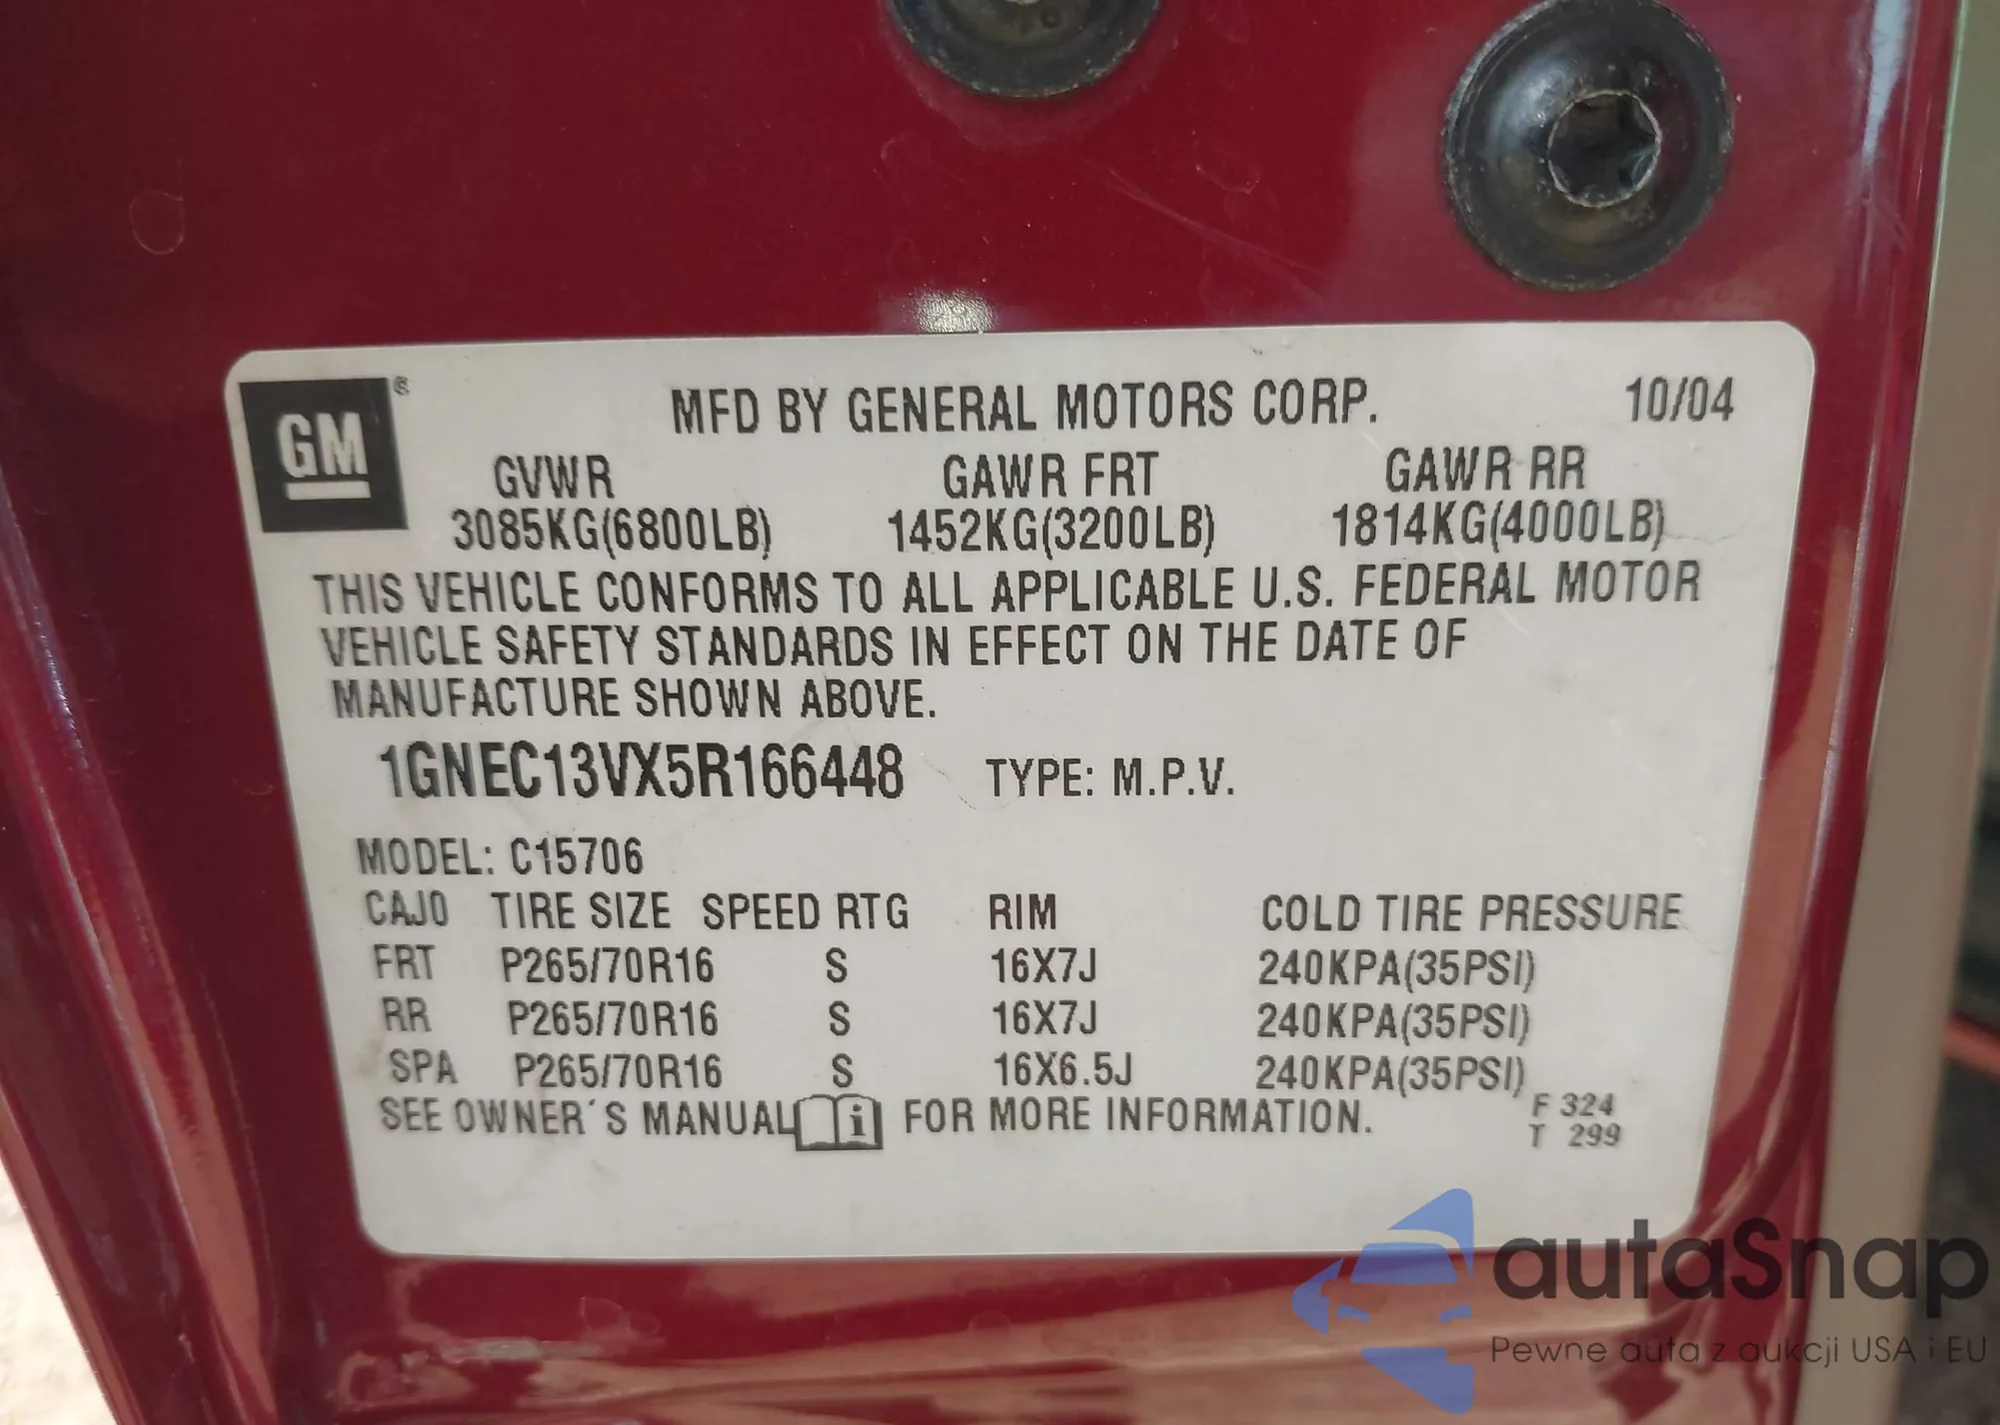 GM ®
MFD BY GENERAL MOTORS CORP. 10/04
GVWR GAWR FRT GAWR RR
3085KG(6800LB) 1452KG(3200LB) 1814KG(4000LB)
THIS VEHICLE CONFORMS TO ALL APPLICABLE U.S. FEDERAL MOTOR
VEHICLE SAFETY STANDARDS IN EFFECT ON THE DATE OF
MANUFACTURE SHOWN ABOVE.
1GNEC13VX5R166448 TYPE: M.P.V.
MODEL: C15706
CAJO TIRE SIZE SPEED RTG RIM COLD TIRE PRESSURE
FRT P265/70R16 S 16X7J 240KPA(35PSI)
RR P265/70R16 S 16X7J 240KPA(35PSI)
SPA P265/70R16 S 16X6.5J 240KPA(35PSI)
SEE OWNER´S MANUAL i FOR MORE INFORMATION.
F 324
T 299
autaSnap
Pewne auta z aukcji USA i EU